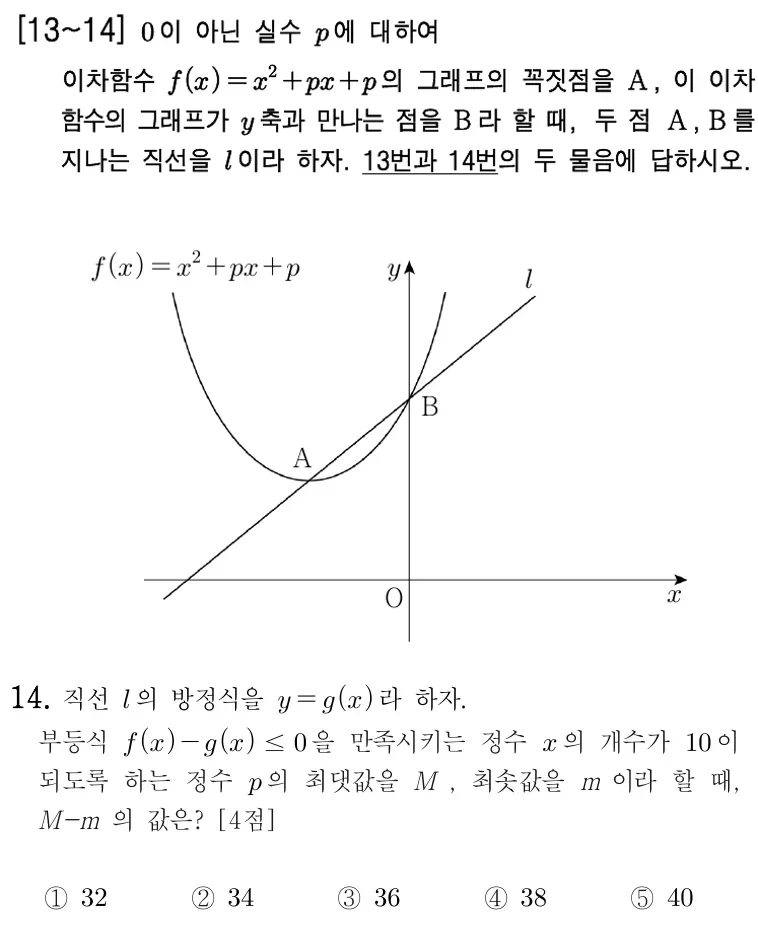 [13~14] 0이 아닌 실수 p에 대하여
이차함수 f(x)=x²+px+p의 그래프의 꼭짓점을 A, 이 이차
함수의 그래프가 y축과 만나는 점을 B라 할 때, 두 점 A, B를
지나는 직선을 l이라 하자. 13번과 14번의 두 물음에 답하시오.
f(x)=x²+px+p
y
l
B
A
O
x
14. 직선 l의 방정식을 y=g(x)라 하자.
부등식 f(x)-g(x)≤0을 만족시키는 정수 x의 개수가 10이
되도록 하는 정수 p의 최댓값을 M, 최솟값을 m이라 할 때,
M-m의 값은? [4점]
① 32 ② 34 ③ 36 ④ 38 ⑤ 40